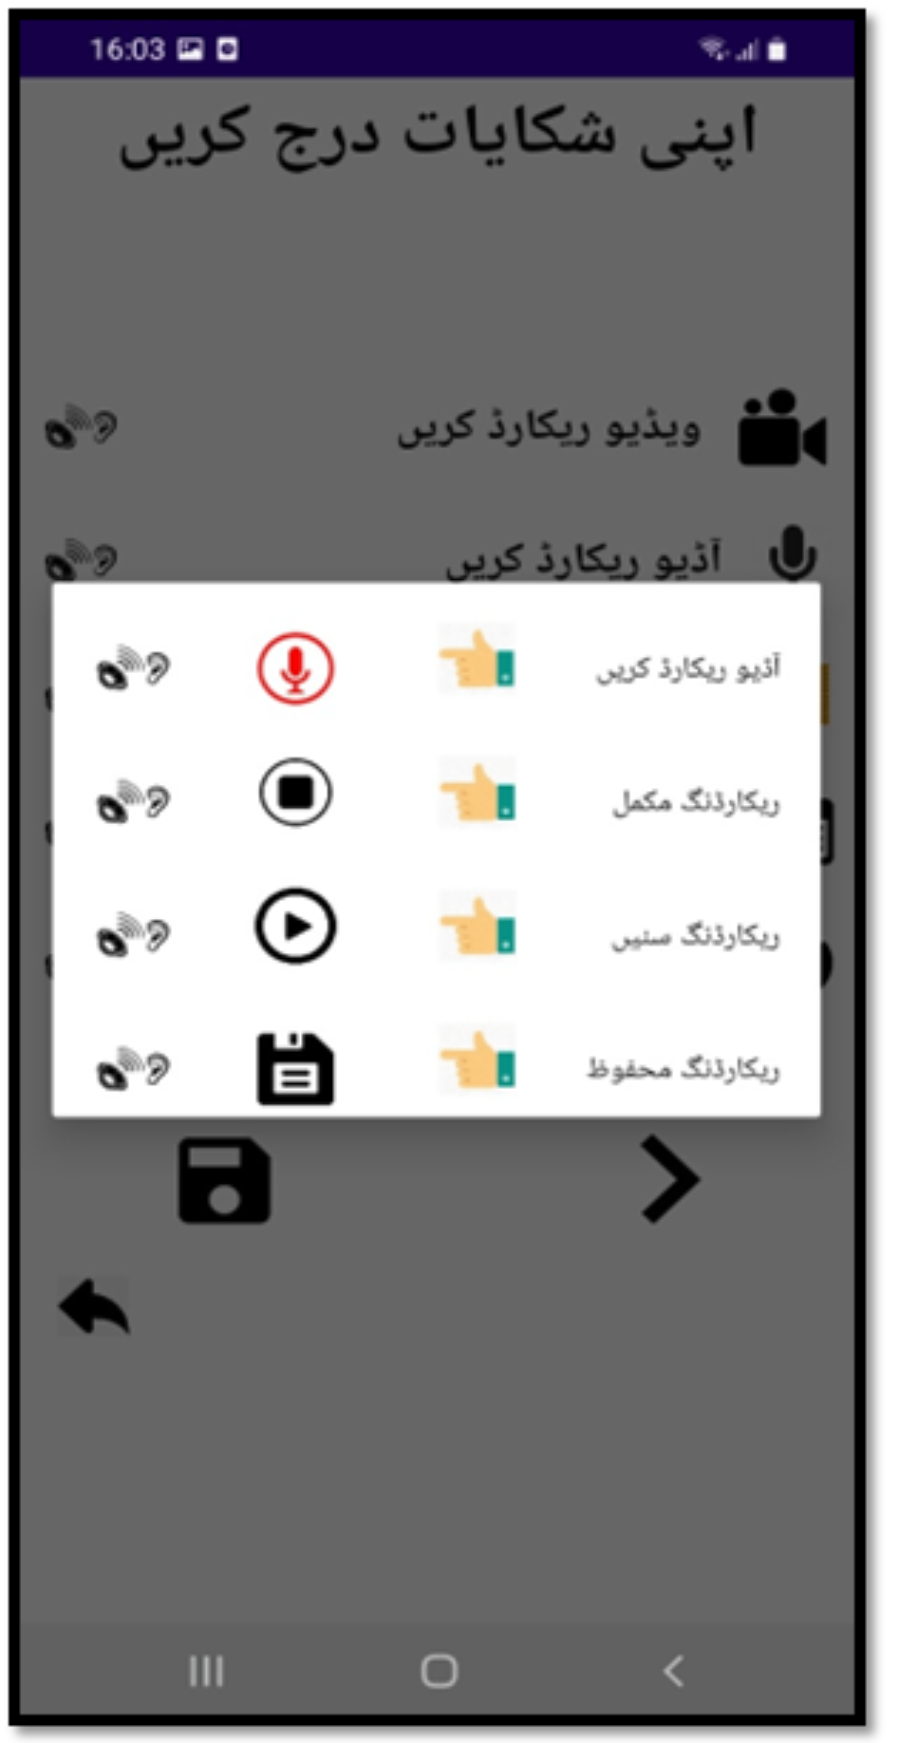 16:03
اپنی شکایات درج کریں
ویڈیو ریکارڈ کریں
آڈیو ریکارڈ کریں
آڈیو ریکارڈ کریں
ریکارڈنگ مکمل
ریکارڈنگ سنیں
ریکارڈنگ محفوظ